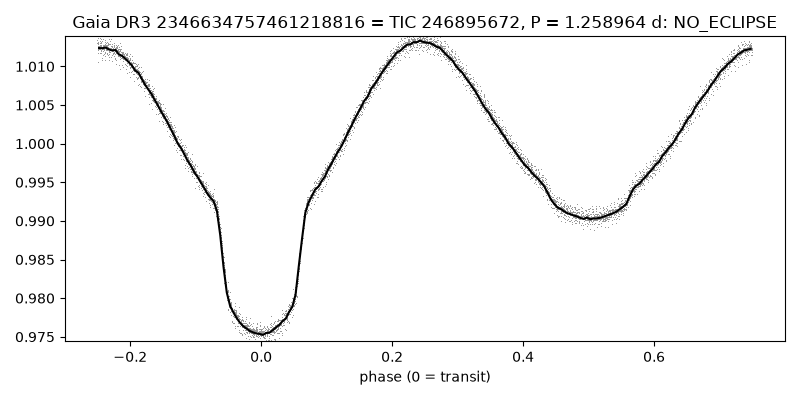 Gaia DR3 2346634757461218816 = TIC 246895672, P = 1.258964 d: NO_ECLIPSE
1.010
1.005
1.000
0.995
0.990
0.985
0.980
0.975
−0.2 0.0 0.2 0.4 0.6
phase (0 = transit)